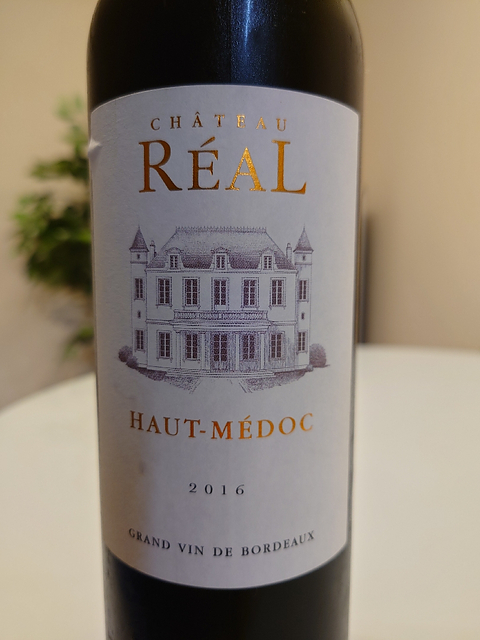 CHÂTEAU
RÉAL
HAUT-MÉDOC
2016
GRAND VIN DE BORDEAUX